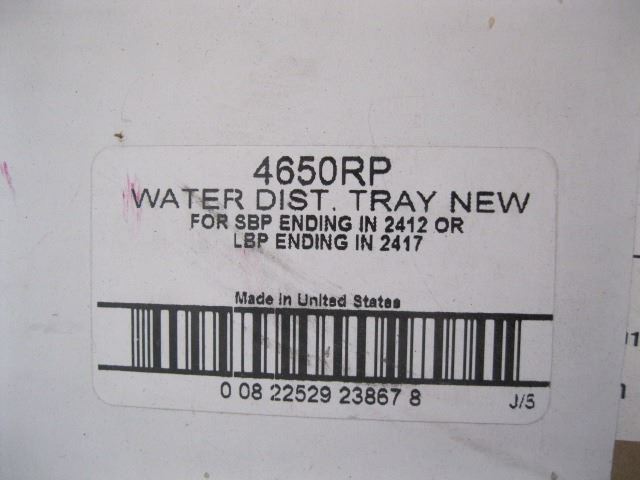 4650RP
WATER DIST. TRAY NEW
FOR SBP ENDING IN 2412 OR
LBP ENDING IN 2417
Made in United States
0 08 22529 23867 8
J/5